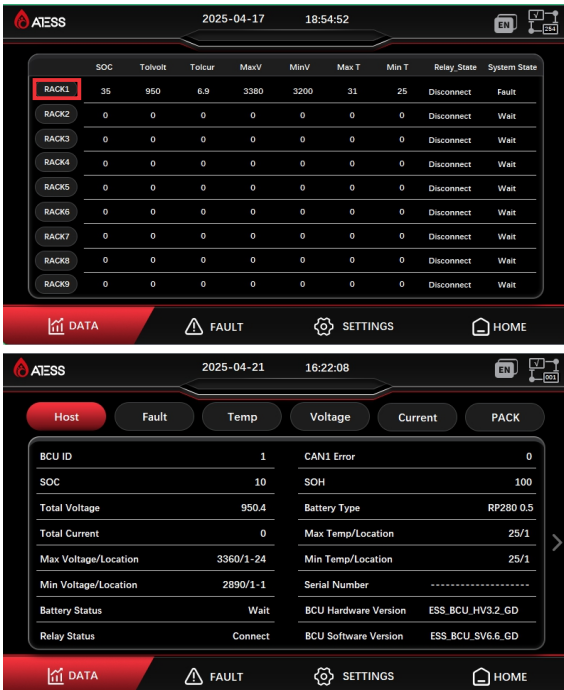 ATESS 2025-04-17 18:54:52 EN 254
SOC Tolvolt Tolcur MaxV MinV Max T Min T Relay_State System State
RACK1 35 950 6.9 3380 3200 31 25 Disconnect Fault
RACK2 0 0 0 0 0 0 0 Disconnect Wait
RACK3 0 0 0 0 0 0 0 Disconnect Wait
RACK4 0 0 0 0 0 0 0 Disconnect Wait
RACK5 0 0 0 0 0 0 0 Disconnect Wait
RACK6 0 0 0 0 0 0 0 Disconnect Wait
RACK7 0 0 0 0 0 0 0 Disconnect Wait
RACK8 0 0 0 0 0 0 0 Disconnect Wait
RACK9 0 0 0 0 0 0 0 Disconnect Wait
DATA FAULT SETTINGS HOME
ATESS 2025-04-21 16:22:08 EN 001
Host Fault Temp Voltage Current PACK
BCU ID 1 CAN1 Error 0
SOC 10 SOH 100
Total Voltage 950.4 Battery Type RP280 0.5
Total Current 0 Max Temp/Location 25/1
Max Voltage/Location 3360/1-24 Min Temp/Location 25/1
Min Voltage/Location 2890/1-1 Serial Number ----------------
Battery Status Wait BCU Hardware Version ESS_BCU_HV3.2_GD
Relay Status Connect BCU Software Version ESS_BCU_SV6.6_GD
DATA FAULT SETTINGS HOME